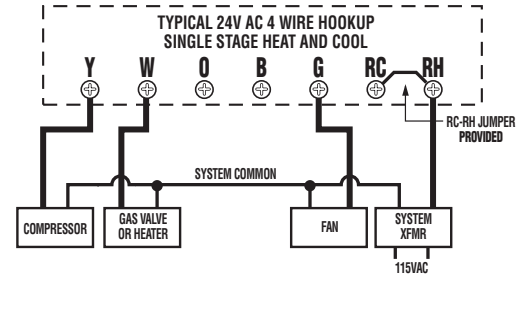 TYPICAL 24V AC 4 WIRE HOOKUP
SINGLE STAGE HEAT AND COOL
Y W O B G RC RH
RC-RH JUMPER
PROVIDED
SYSTEM COMMON
COMPRESSOR
GAS VALVE
OR HEATER
FAN
SYSTEM
XFMR
115VAC